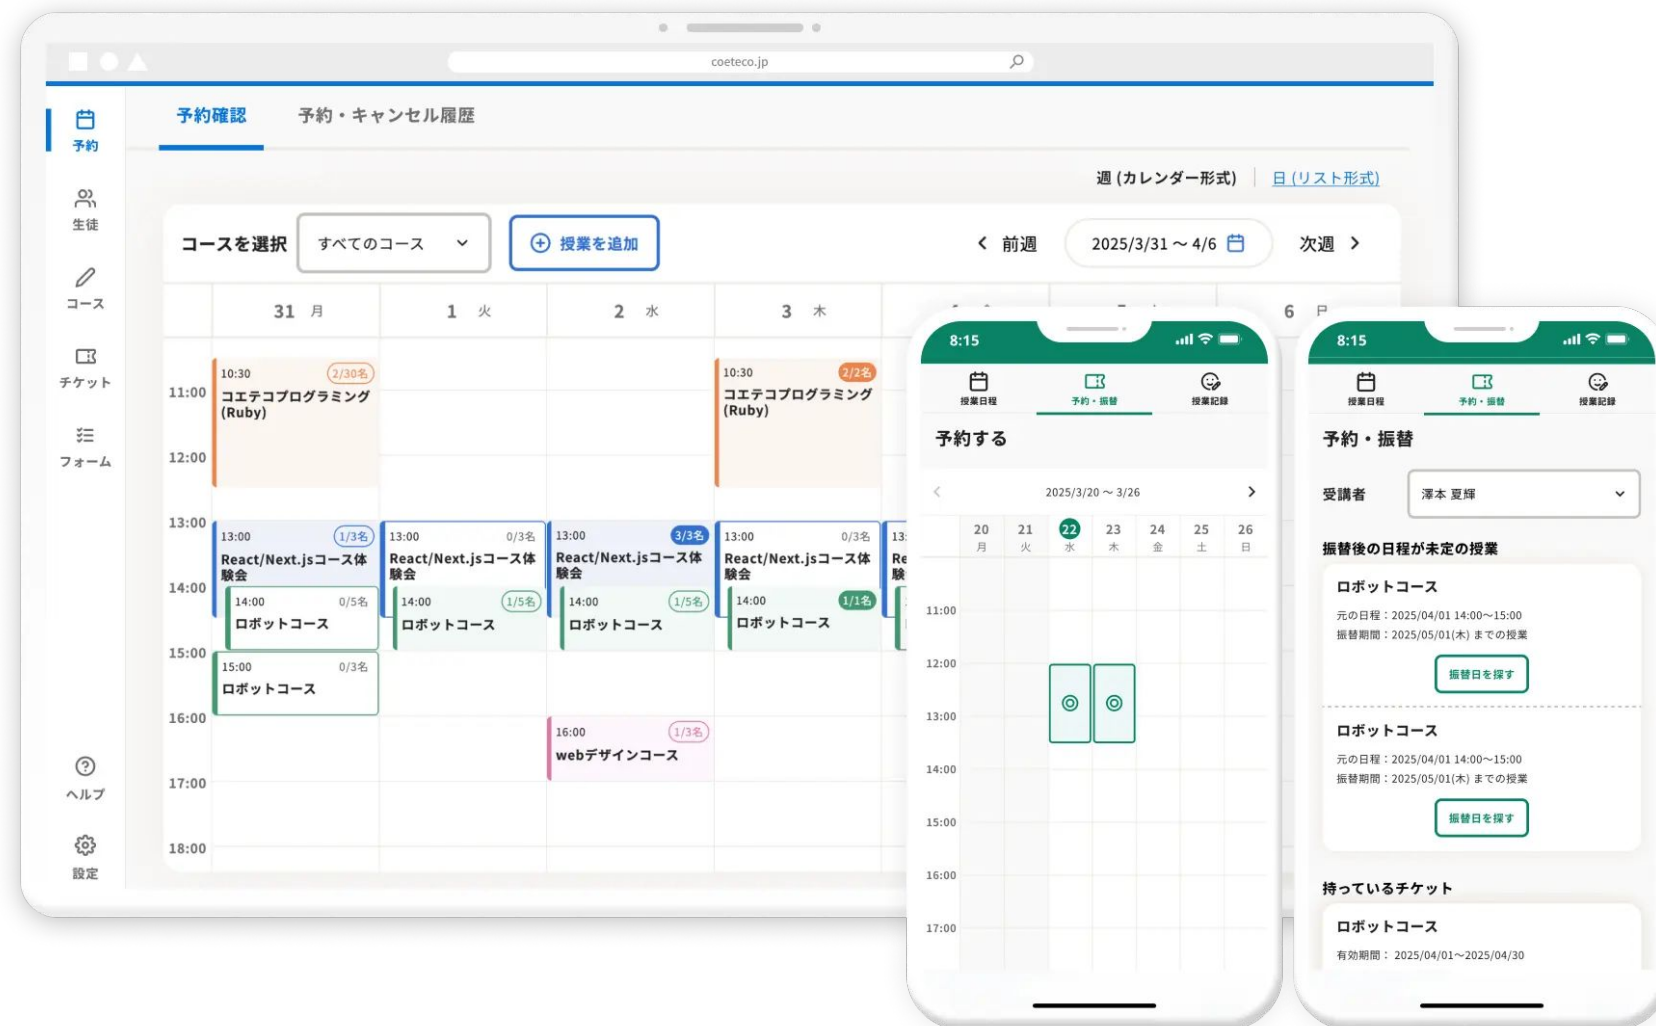 coeteco.jp
予約
生徒
コース
チケット
フォーム
ヘルプ
設定
予約確認
予約・キャンセル履歴
週 (カレンダー形式)
日 (リスト形式)
コースを選択
すべてのコース
授業を追加
前週
2025/3/31 〜 4/6
次週
31 月
1 火
2 水
3 木
6
11:00
12:00
13:00
14:00
15:00
16:00
17:00
18:00
10:30 2/30名
コエテコプログラミング
(Ruby)
13:00 1/3名
React/Next.jsコース体
験会
14:00 0/5名
ロボットコース
15:00 0/3名
ロボットコース
13:00 0/3名
React/Next.jsコース体
験会
14:00 1/5名
ロボットコース
13:00 3/3名
React/Next.jsコース体
験会
14:00 1/5名
ロボットコース
16:00 1/3名
webデザインコース
10:30 2/2名
コエテコプログラミング
(Ruby)
13:00 0/3名
React/Next.jsコース体
験会
14:00 1/1名
ロボットコース
13:
Re
験
8:15
授業日程
予約・振替
授業記録
予約する
2025/3/20 〜 3/26
20 21 22 23 24 25 26
月 火 水 木 金 土 日
11:00
12:00
13:00
14:00
15:00
16:00
17:00
8:15
授業日程
予約・振替
授業記録
予約・振替
受講者
澤本 夏輝
振替後の日程が未定の授業
ロボットコース
元の日程：2025/04/01 14:00〜15:00
振替期間：2025/05/01(木) までの授業
振替日を探す
ロボットコース
元の日程：2025/04/01 14:00〜15:00
振替期間：2025/05/01(木) までの授業
振替日を探す
持っているチケット
ロボットコース
有効期間： 2025/04/01〜2025/04/30